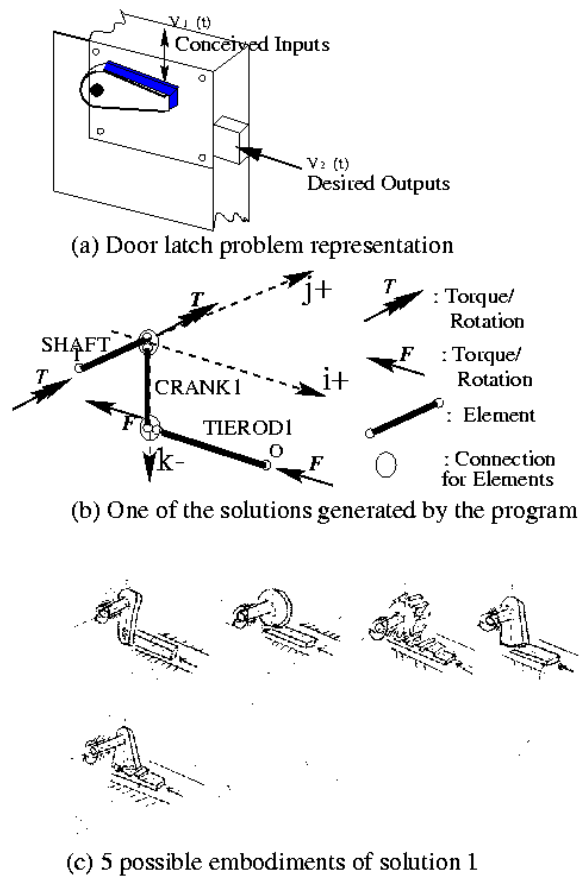 V₁ (t)
Conceived Inputs
V₂ (t)
Desired Outputs
(a) Door latch problem representation
T
j+
SHAFT
I
T
CRANK1
i+
F
TIEROD1
O
k-
F
T : Torque/
Rotation
F : Torque/
Rotation
: Element
: Connection
for Elements
(b) One of the solutions generated by the program
(c) 5 possible embodiments of solution 1